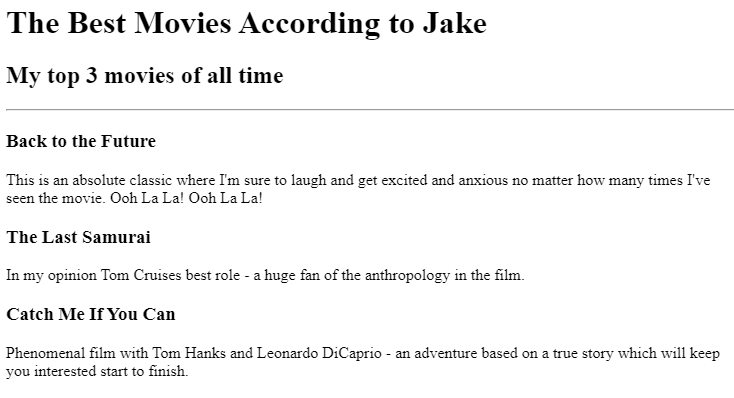 The Best Movies According to Jake
My top 3 movies of all time
Back to the Future
This is an absolute classic where I'm sure to laugh and get excited and anxious no matter how many times I've
seen the movie. Ooh La La! Ooh La La!
The Last Samurai
In my opinion Tom Cruises best role - a huge fan of the anthropology in the film.
Catch Me If You Can
Phenomenal film with Tom Hanks and Leonardo DiCaprio - an adventure based on a true story which will keep
you interested start to finish.